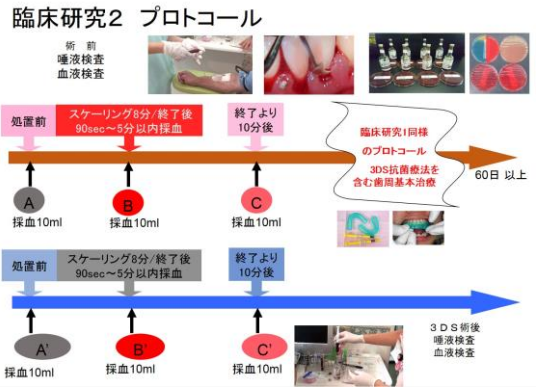 臨床研究2 プロトコール
術 前
唾液検査
血液検査
処置前
スケーリング8分/終了後
90sec～5分以内採血
終了より
10分後
臨床研究1同様
のプロトコール
3DS抗菌療法を
含む歯周基本治療
60日 以上
A
B
C
採血10ml
採血10ml
採血10ml
処置前
スケーリング8分/終了後
90sec～5分以内採血
終了より
10分後
3DS術後
唾液検査
血液検査
A'
B'
C'
採血10ml
採血10ml
採血10ml